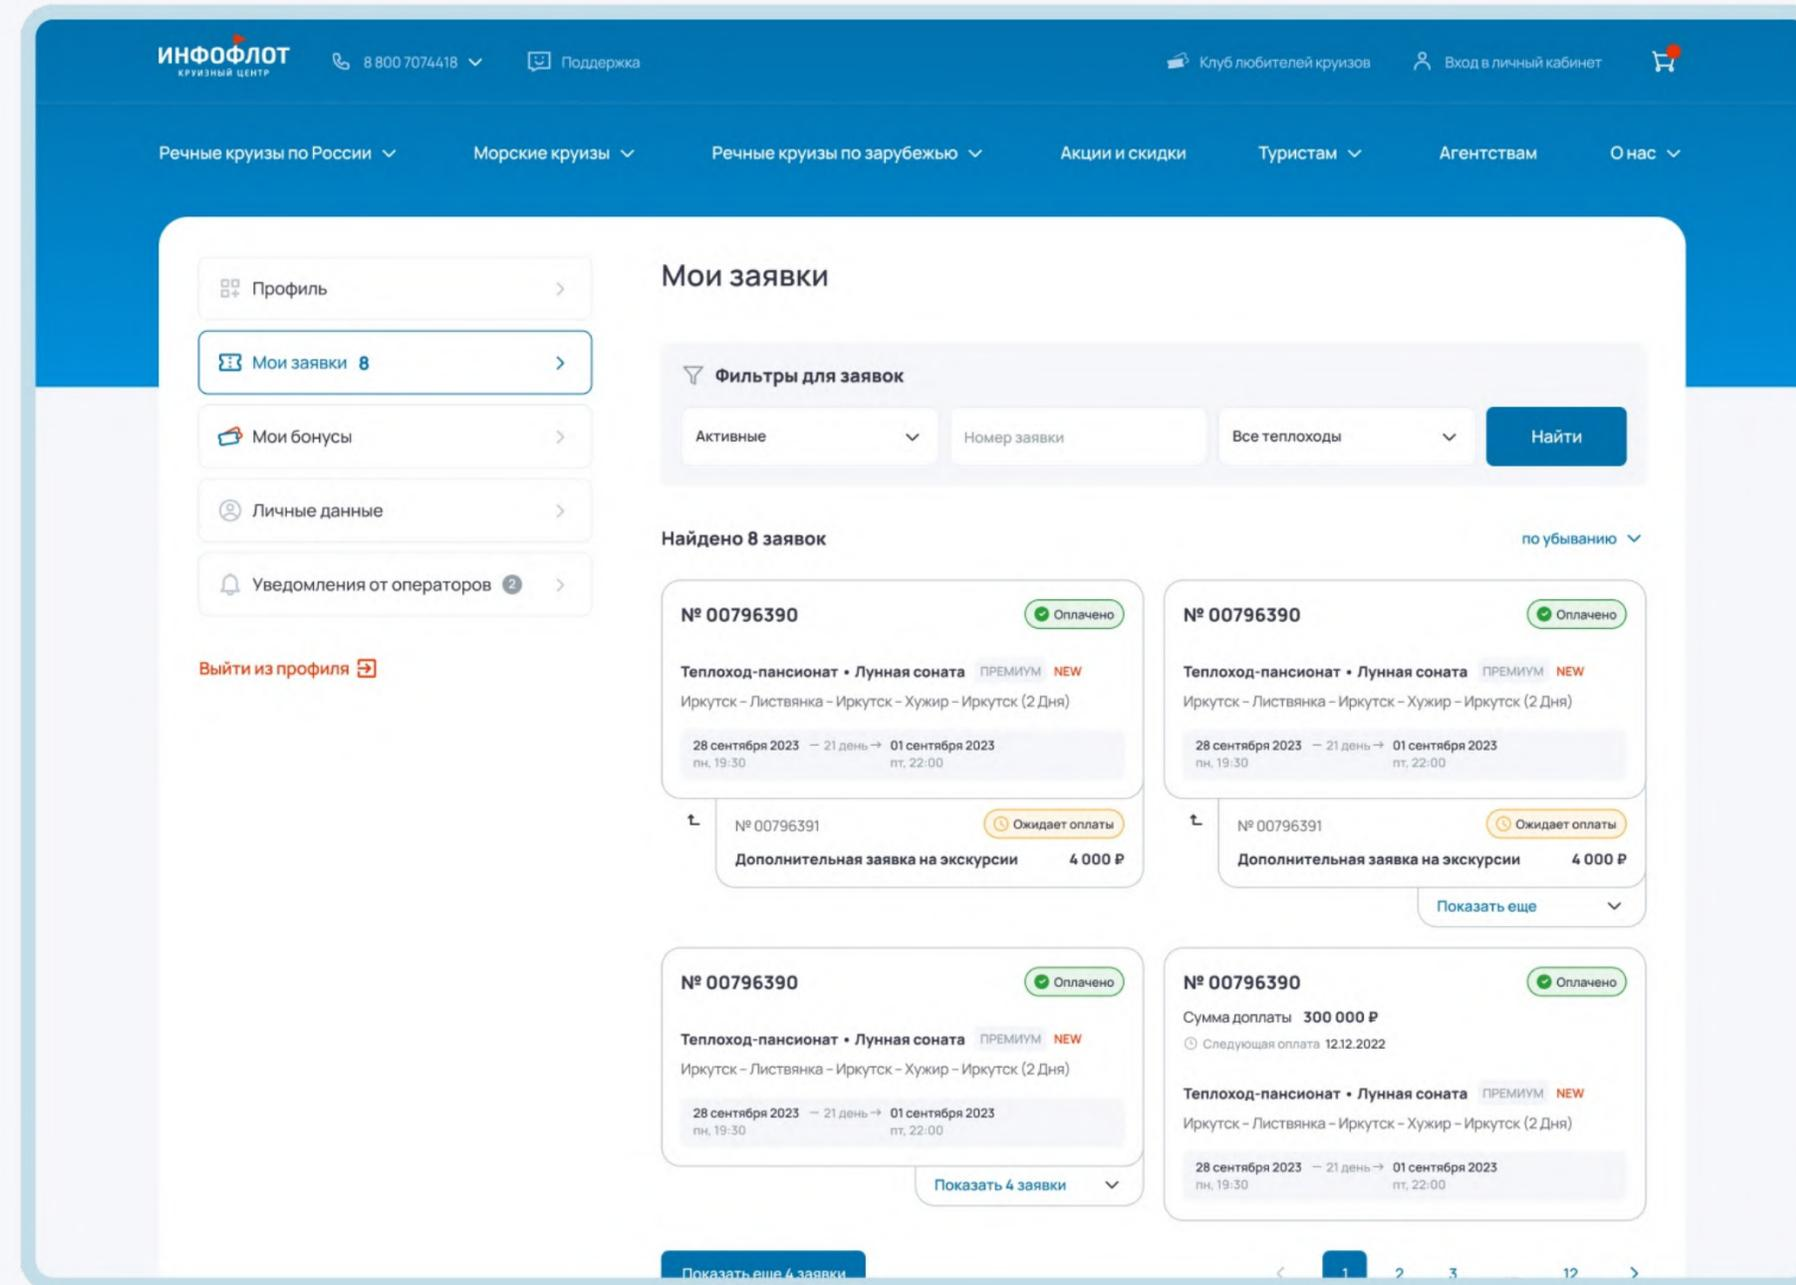 ИНФОФЛОТ
КРУИЗНЫЙ ЦЕНТР
8 800 7074418
Поддержка
Клуб любителей круизов
Вход в личный кабинет
Речные круизы по России
Морские круизы
Речные круизы по зарубежью
Акции и скидки
Туристам
Агентствам
О нас
Профиль
Мои заявки 8
Мои бонусы
Личные данные
Уведомления от операторов 2
Выйти из профиля
Мои заявки
Фильтры для заявок
Активные
Номер заявки
Все теплоходы
Найти
Найдено 8 заявок
по убыванию
№ 00796390 Оплачено
Теплоход-пансионат • Лунная соната ПРЕМИУМ NEW
Иркутск – Листвянка – Иркутск – Хужир – Иркутск (2 Дня)
28 сентября 2023 — 21 день → 01 сентября 2023
пн, 19:30 пт, 22:00
№ 00796391 Ожидает оплаты
Дополнительная заявка на экскурсии 4 000 ₽
№ 00796390 Оплачено
Теплоход-пансионат • Лунная соната ПРЕМИУМ NEW
Иркутск – Листвянка – Иркутск – Хужир – Иркутск (2 Дня)
28 сентября 2023 — 21 день → 01 сентября 2023
пн, 19:30 пт, 22:00
№ 00796391 Ожидает оплаты
Дополнительная заявка на экскурсии 4 000 ₽
Показать еще
№ 00796390 Оплачено
Теплоход-пансионат • Лунная соната ПРЕМИУМ NEW
Иркутск – Листвянка – Иркутск – Хужир – Иркутск (2 Дня)
28 сентября 2023 — 21 день → 01 сентября 2023
пн, 19:30 пт, 22:00
Показать 4 заявки
№ 00796390 Оплачено
Сумма доплаты 300 000 ₽
Следующая оплата 12.12.2022
Теплоход-пансионат • Лунная соната ПРЕМИУМ NEW
Иркутск – Листвянка – Иркутск – Хужир – Иркутск (2 Дня)
28 сентября 2023 — 21 день → 01 сентября 2023
пн, 19:30 пт, 22:00
Показать еще 4 заявки
1 2 3 ... 12